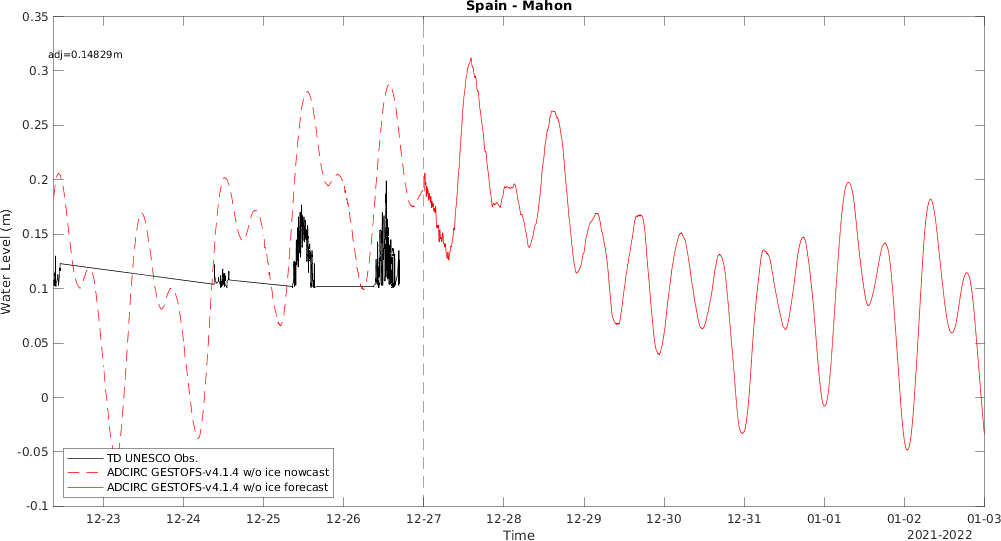 Spain - Mahon
0.35
adj=0.14829m
0.3
0.25
0.2
0.15
0.1
0.05
0
-0.05
-0.1
Water Level (m)
TD UNESCO Obs.
ADCIRC GESTOFS-v4.1.4 w/o ice nowcast
ADCIRC GESTOFS-v4.1.4 w/o ice forecast
12-23 12-24 12-25 12-26 12-27 12-28 12-29 12-30 12-31 01-01 01-02 01-03
Time
2021-2022